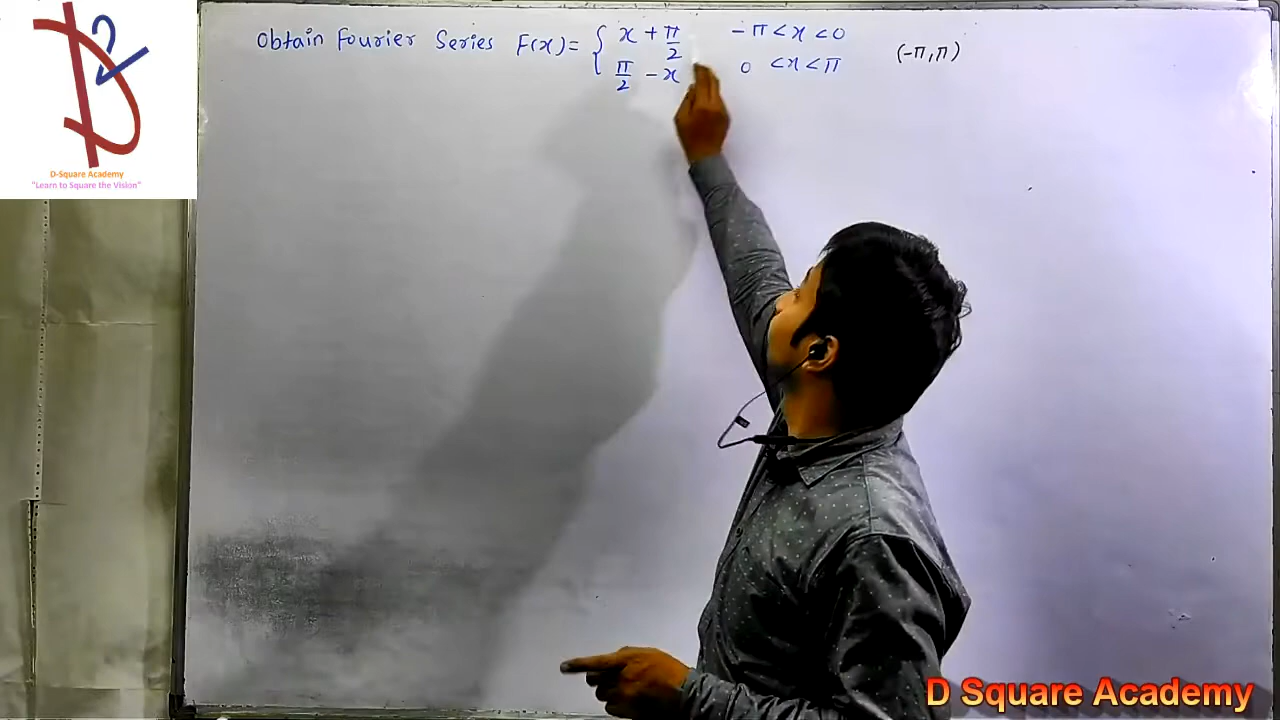 Obtain Fourier Series F(x)= { x + π/2 -π < x < 0 (-π, π)
π/2 - x 0 < x < π
D-Square Academy
"Learn to Square the Vision"
D Square Academy